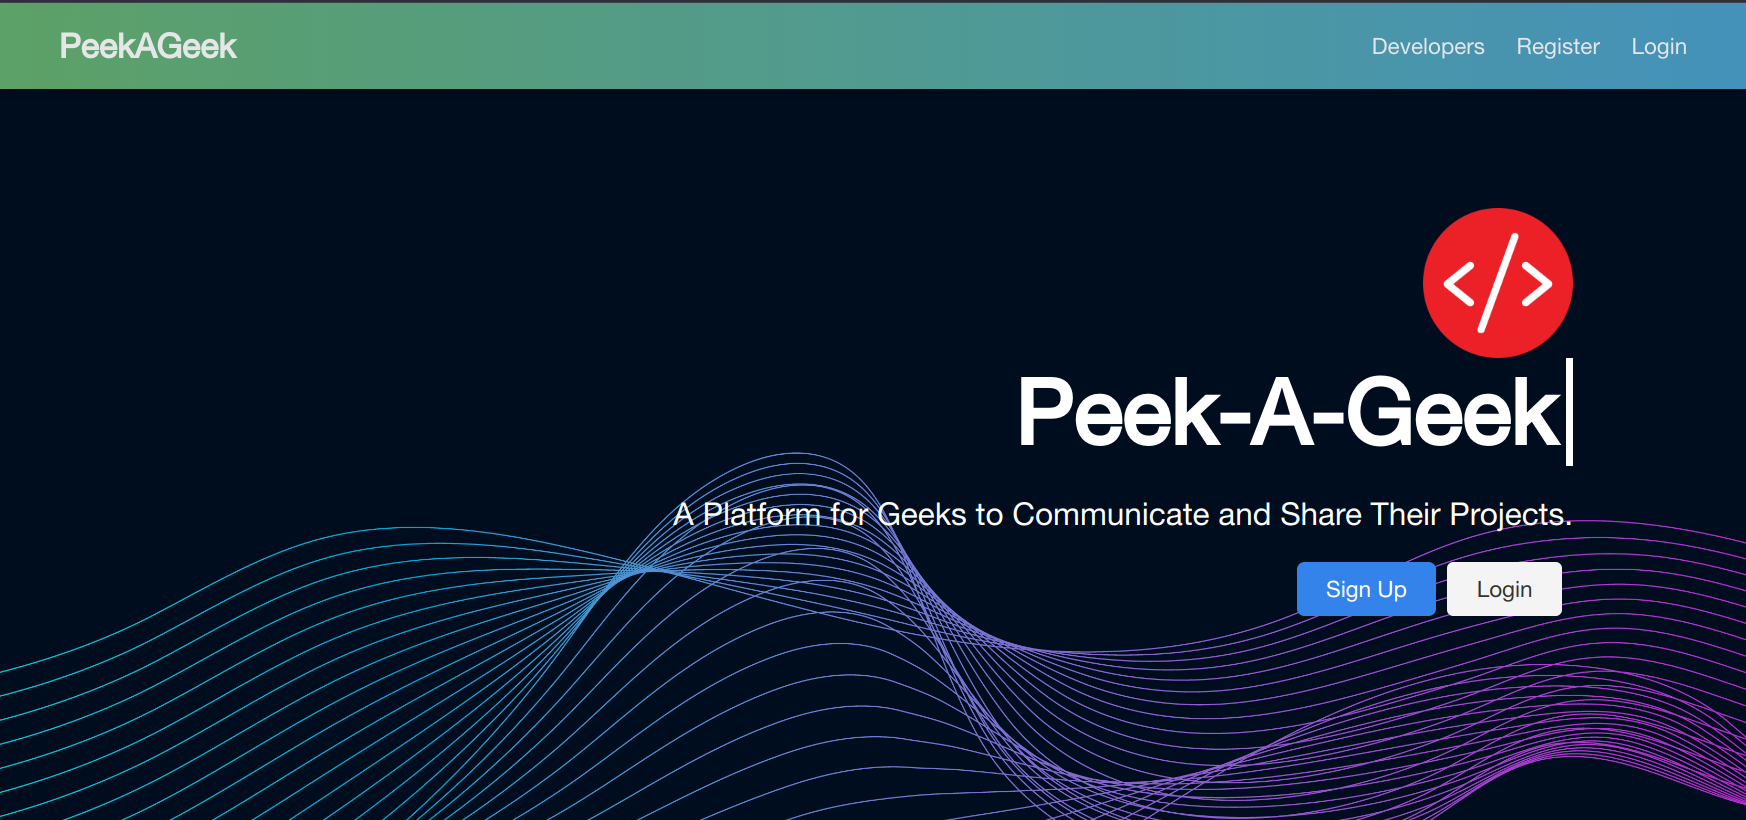 PeekAGeek
Developers Register Login
</>
Peek-A-Geek
A Platform for Geeks to Communicate and Share Their Projects.
Sign Up Login